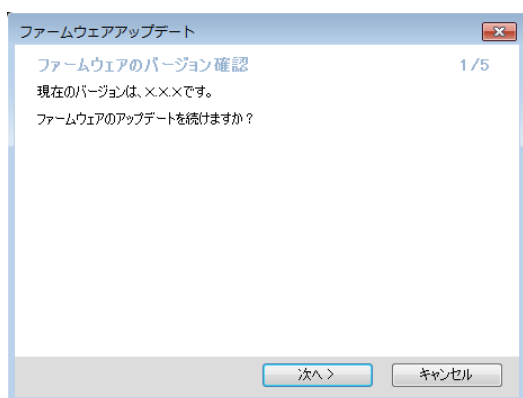 ファームウェアアップデート
ファームウェアのバージョン確認 1/5
現在のバージョンは、×.×.×です。
ファームウェアのアップデートを続けますか？
次へ > キャンセル